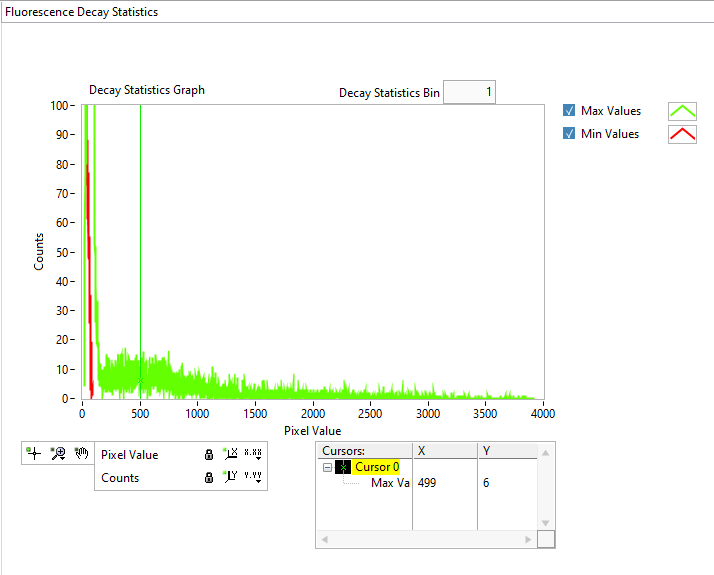 Fluorescence Decay Statistics
Decay Statistics Graph
Decay Statistics Bin 1
Max Values
Min Values
100
90
80
70
60
50
40
30
20
10
0
Counts
0 500 1000 1500 2000 2500 3000 3500 4000
Pixel Value
Pixel Value X X.XX
Counts Y Y.YY
Cursors: X Y
Cursor 0
Max Va 499 6